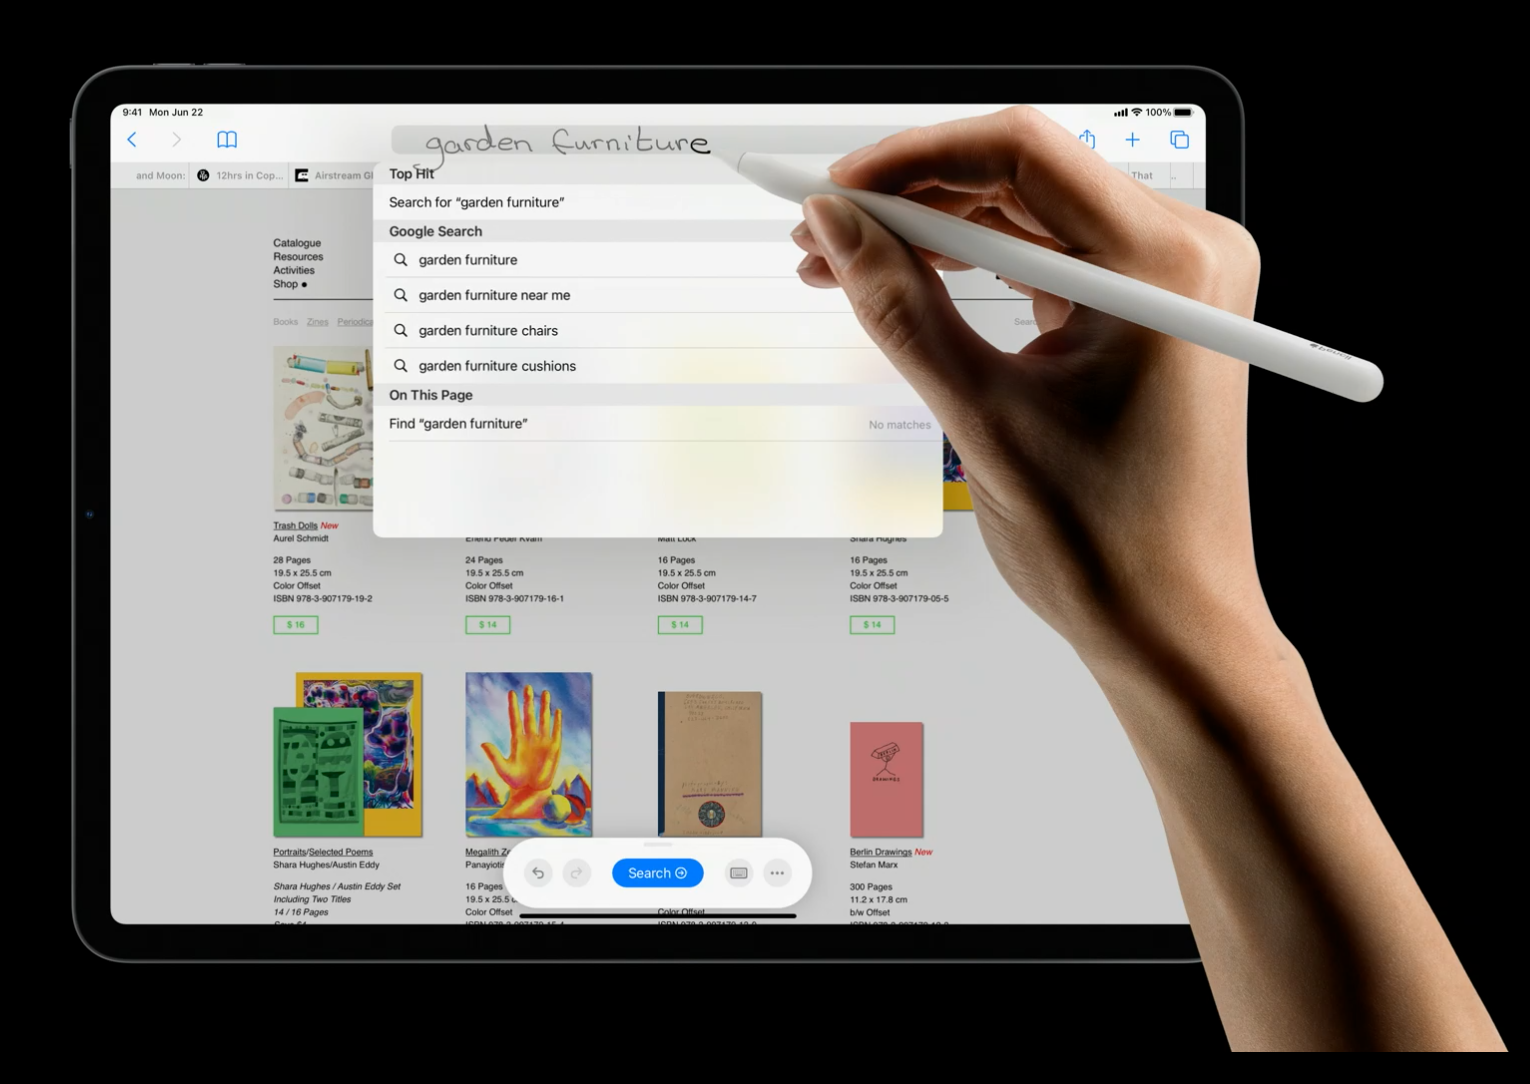 9:41 Mon Jun 22
100%
garden furniture
and Moon:
12hrs in Cop...
Airstream
That
Top Hit
Search for “garden furniture”
Google Search
garden furniture
garden furniture near me
garden furniture chairs
garden furniture cushions
On This Page
Find “garden furniture”
No matches
Catalogue
Resources
Activities
Shop
Books Zines
Trash Dolls New
Aurel Schmidt
28 Pages
19.5 x 25.5 cm
Color Offset
ISBN 978-3-907179-19-2
$ 16
24 Pages
19.5 x 25.5 cm
Color Offset
ISBN 978-3-907179-16-1
$ 14
Matt Lock
16 Pages
19.5 x 25.5 cm
Color Offset
ISBN 978-3-907179-14-7
$ 14
Shara Hughes
16 Pages
19.5 x 25.5 cm
Color Offset
ISBN 978-3-907179-05-5
$ 14
Portraits/Selected Poems
Shara Hughes/Austin Eddy
Shara Hughes / Austin Eddy Set
Including Two Titles
14 / 16 Pages
Megalith
16 Pages
19.5 x 25.5
Color Offset
Color Offset
DRAWINGS
Berlin Drawings New
Stefan Marx
300 Pages
11.2 x 17.8 cm
b/w Offset
Search